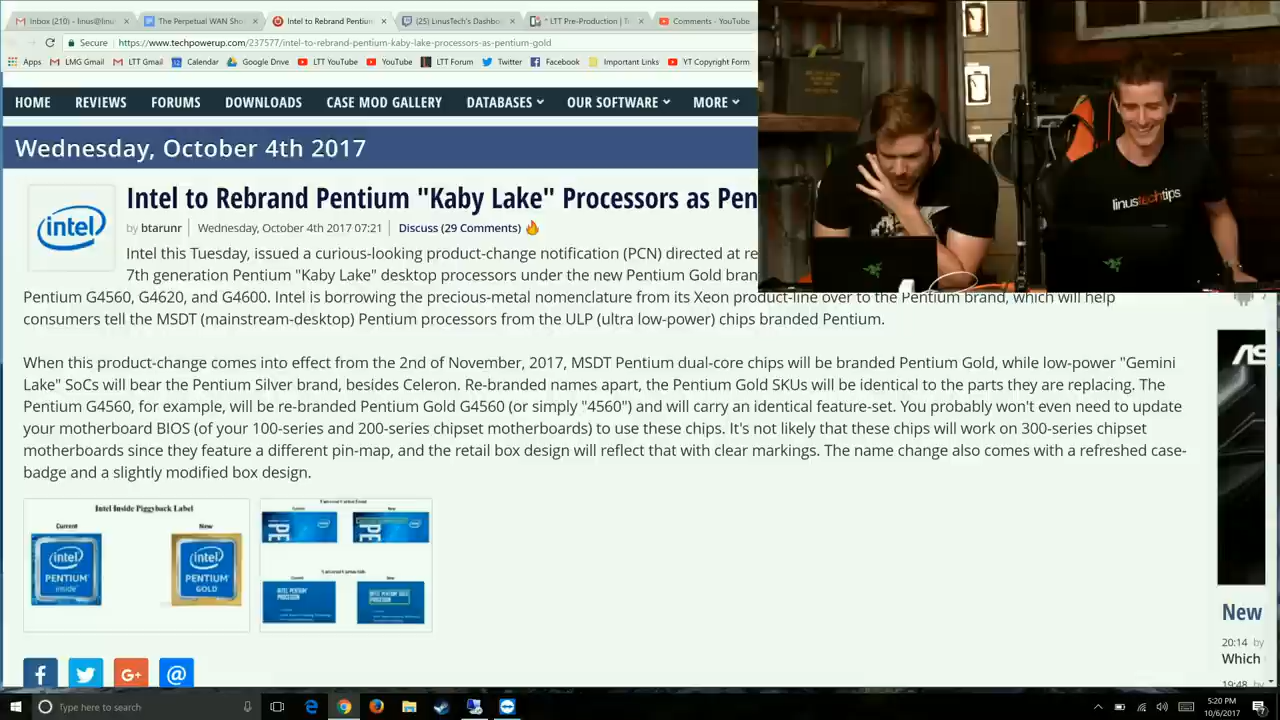 Inbox (210) - linus@linu
The Perpetual WAN Sho
Intel to Rebrand Pentium
(25) LinusTech's Dashbo
* LTT Pre-Production | T
Comments - YouTube
Secure https://www.techpowerup.com/237577/intel-to-rebrand-pentium-kaby-lake-processors-as-pentium-gold
Apps LMG Gmail LTT Gmail Calendar Google Drive LTT YouTube YouTube LTT Forum Twitter Facebook Important Links YT Copyright Form
HOME REVIEWS FORUMS DOWNLOADS CASE MOD GALLERY DATABASES OUR SOFTWARE MORE
Wednesday, October 4th 2017
intel
Intel to Rebrand Pentium "Kaby Lake" Processors as Pen
by btarunr Wednesday, October 4th 2017 07:21 Discuss (29 Comments)
Intel this Tuesday, issued a curious-looking product-change notification (PCN) directed at re
7th generation Pentium "Kaby Lake" desktop processors under the new Pentium Gold bran
Pentium G4560, G4620, and G4600. Intel is borrowing the precious-metal nomenclature from its Xeon product-line over to the Pentium brand, which will help
consumers tell the MSDT (mainstream-desktop) Pentium processors from the ULP (ultra low-power) chips branded Pentium.
When this product-change comes into effect from the 2nd of November, 2017, MSDT Pentium dual-core chips will be branded Pentium Gold, while low-power "Gemini
Lake" SoCs will bear the Pentium Silver brand, besides Celeron. Re-branded names apart, the Pentium Gold SKUs will be identical to the parts they are replacing. The
Pentium G4560, for example, will be re-branded Pentium Gold G4560 (or simply "4560") and will carry an identical feature-set. You probably won't even need to update
your motherboard BIOS (of your 100-series and 200-series chipset motherboards) to use these chips. It's not likely that these chips will work on 300-series chipset
motherboards since they feature a different pin-map, and the retail box design will reflect that with clear markings. The name change also comes with a refreshed case-
badge and a slightly modified box design.
Intel Inside Piggyback Label
Current New
intel PENTIUM inside
intel PENTIUM GOLD
linustechtips
AS
New
20:14 by
Which
19:48 by
Type here to search
5:20 PM
10/6/2017